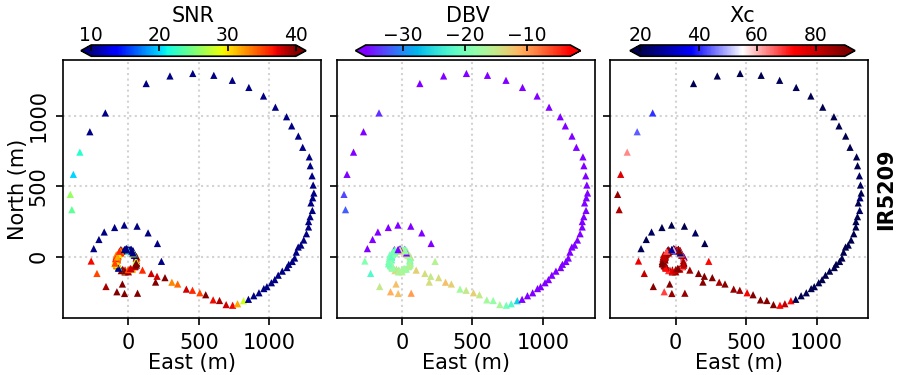 SNR DBV Xc
10 20 30 40 −30 −20 −10 20 40 60 80
1000
500
0
North (m)
IR5209
0 500 1000 0 500 1000 0 500 1000
East (m) East (m) East (m)